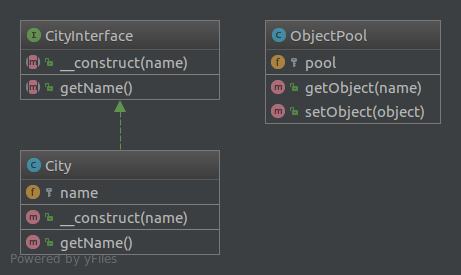 I CityInterface
m __construct(name)
m getName()
C ObjectPool
f pool
m getObject(name)
m setObject(object)
C City
f name
m __construct(name)
m getName()
Powered by yFiles